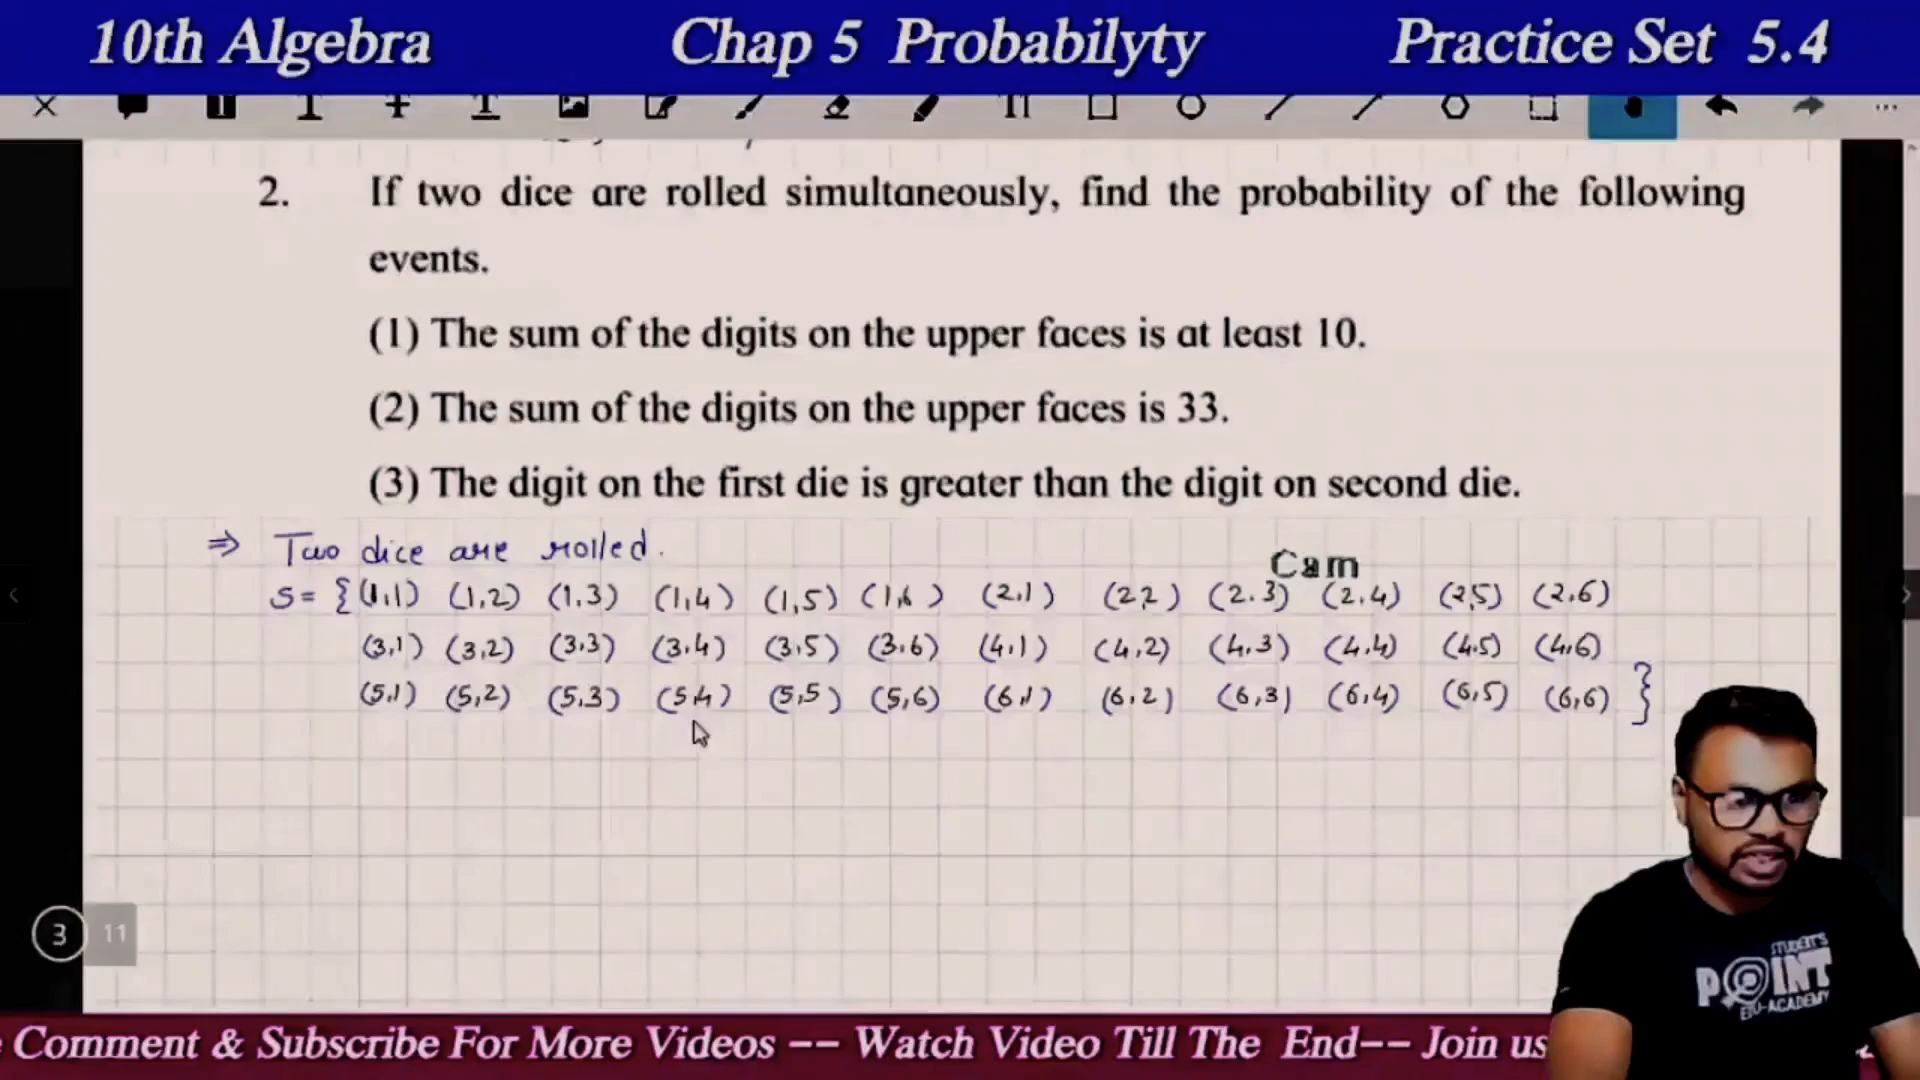 10th Algebra Chap 5 Probabilyty Practice Set 5.4
2. If two dice are rolled simultaneously, find the probability of the following
events.
(1) The sum of the digits on the upper faces is at least 10.
(2) The sum of the digits on the upper faces is 33.
(3) The digit on the first die is greater than the digit on second die.
⇒ Two dice are rolled.
Cam
S = { (1,1) (1,2) (1,3) (1,4) (1,5) (1,6) (2,1) (2,2) (2,3) (2,4) (2,5) (2,6)
(3,1) (3,2) (3,3) (3,4) (3,5) (3,6) (4,1) (4,2) (4,3) (4,4) (4,5) (4,6)
(5,1) (5,2) (5,3) (5,4) (5,5) (5,6) (6,1) (6,2) (6,3) (6,4) (6,5) (6,6) }
3 11
STUDENT'S
POINT
EDU-ACADEMY
Comment & Subscribe For More Videos -- Watch Video Till The End-- Join us